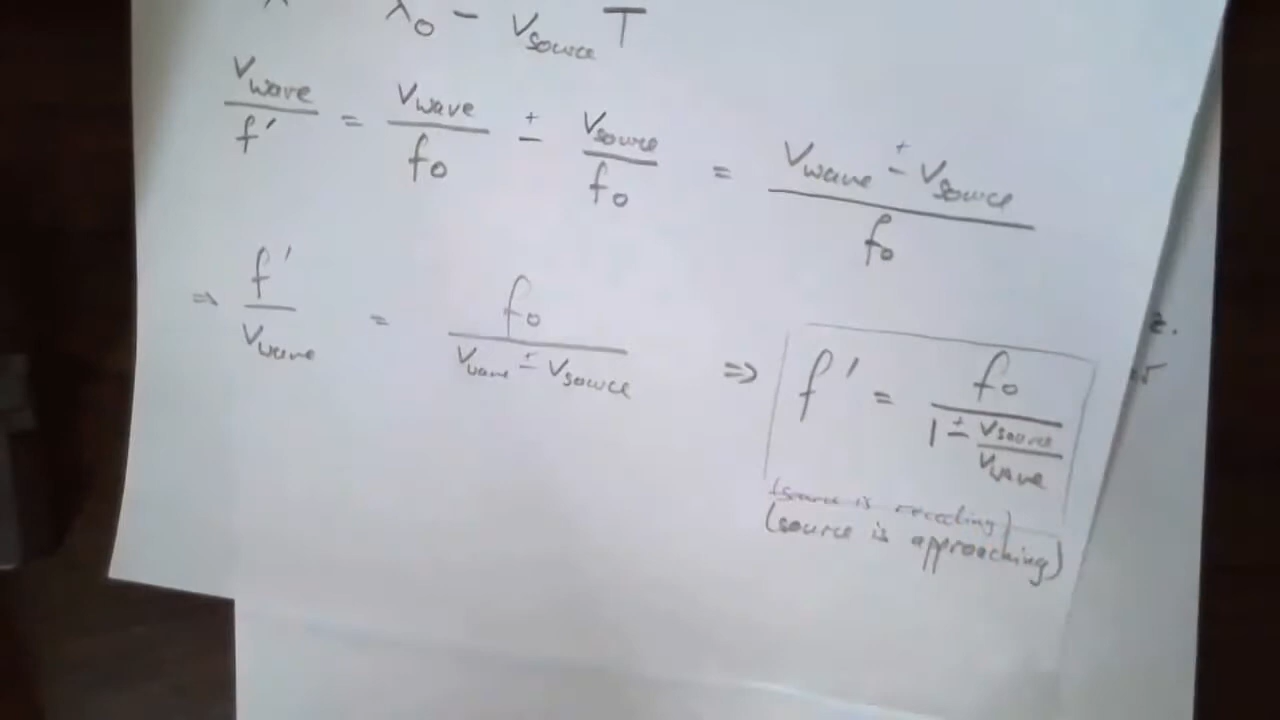 λ₀ - v_source T
v_wave / f' = v_wave / f₀ ± v_source / f₀ = (v_wave ± v_source) / f₀
⇒ f' / v_wave = f₀ / (v_wave ± v_source) ⇒ f' = f₀ / (1 ± v_source / v_wave)
(source is receding)
(source is approaching)